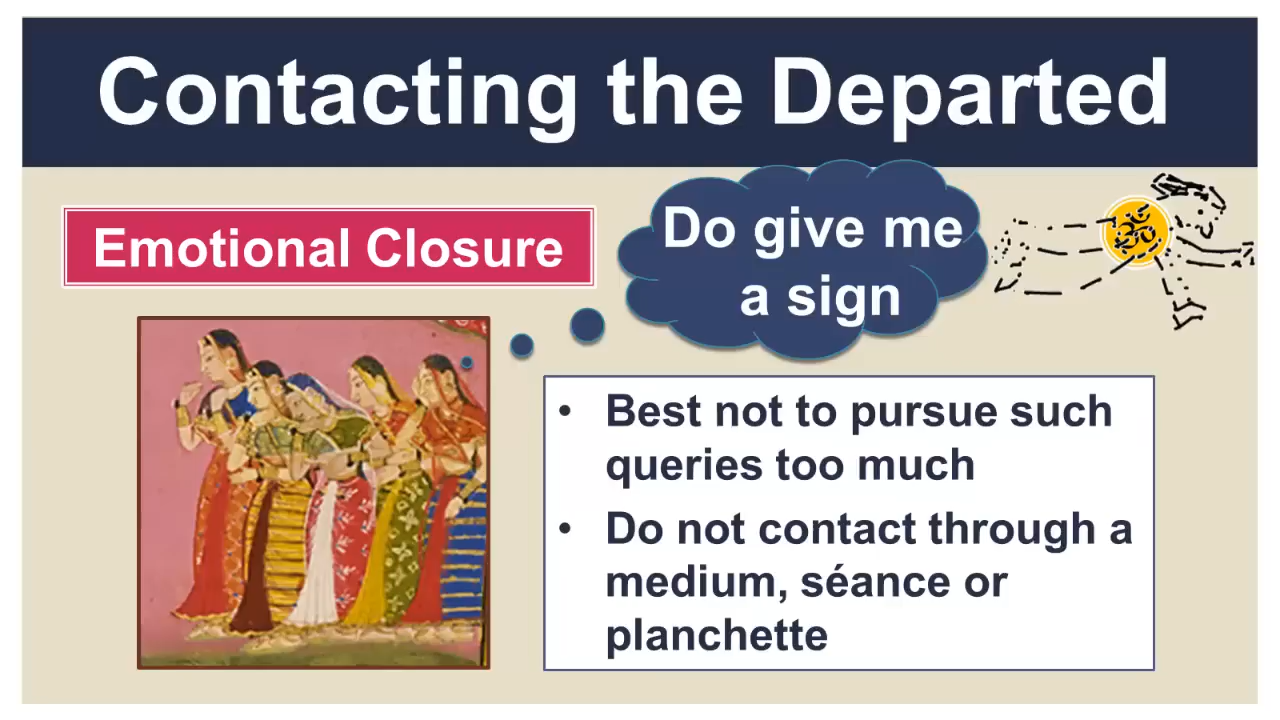 Contacting the Departed
Emotional Closure
Do give me
a sign
ॐ
• Best not to pursue such
queries too much
• Do not contact through a
medium, séance or
planchette